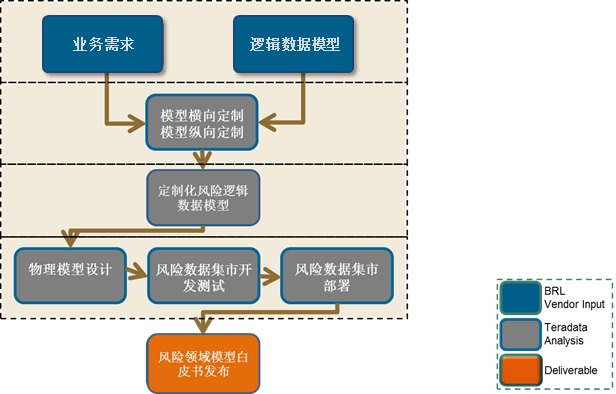 业务需求
逻辑数据模型
模型横向定制
模型纵向定制
定制化风险逻辑
数据模型
物理模型设计
风险数据集市开
发测试
风险数据集市
部署
风险领域模型白
皮书发布
BRL
Vendor Input
Teradata
Analysis
Deliverable